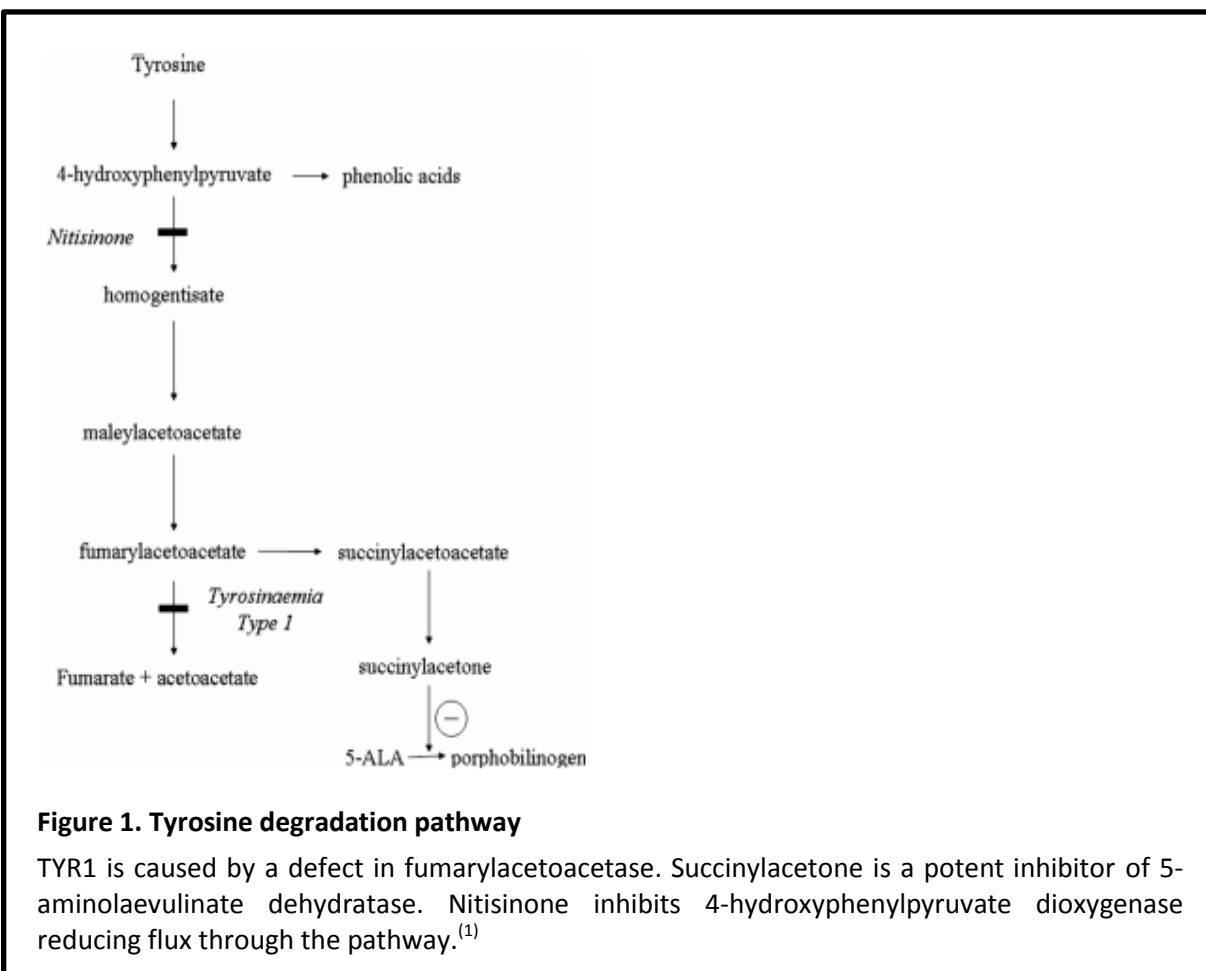 Tyrosine
4-hydroxyphenylpyruvate
phenolic acids
Nitisinone
homogentisate
maleylacetoacetate
fumarylacetoacetate
succinylacetoacetate
Tyrosinaemia
Type 1
Fumarate + acetoacetate
succinylacetone
−
5-ALA
porphobilinogen
Figure 1. Tyrosine degradation pathway
TYR1 is caused by a defect in fumarylacetoacetase. Succinylacetone is a potent inhibitor of 5-
aminolaevulinate dehydratase. Nitisinone inhibits 4-hydroxyphenylpyruvate dioxygenase
reducing flux through the pathway.(1)